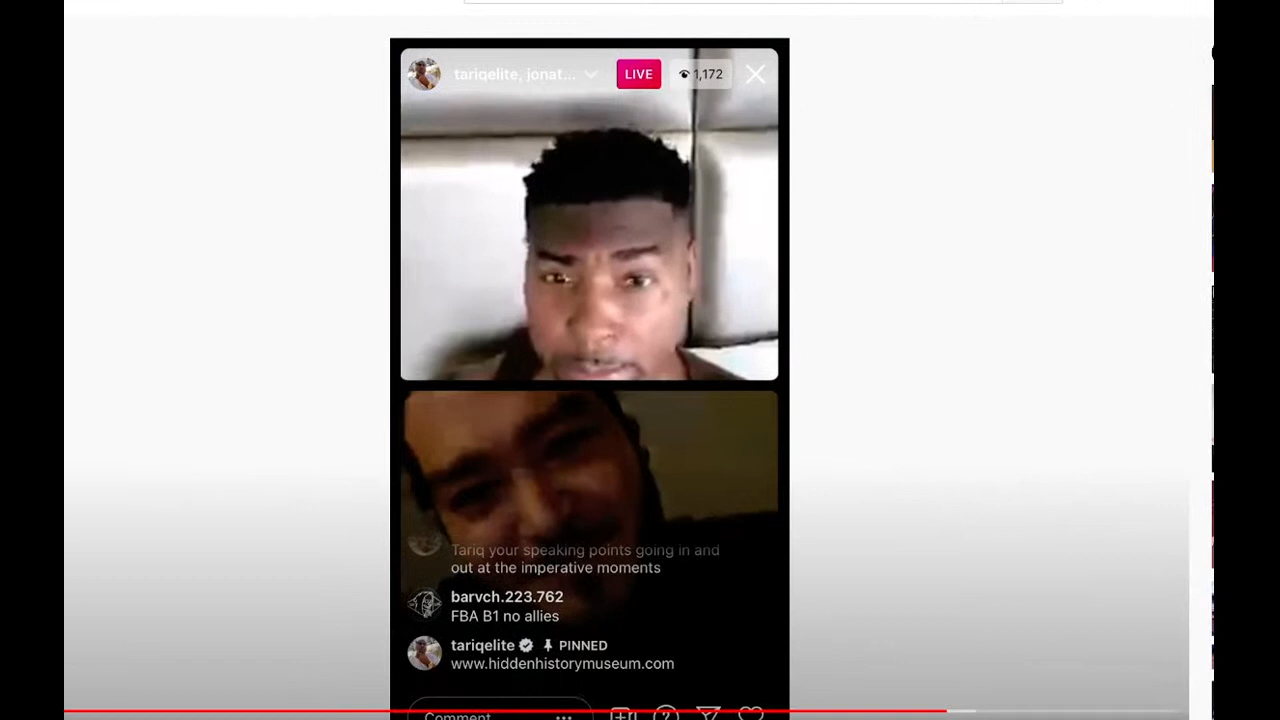 tariqelite, jonat...
LIVE
1,172
Tariq your speaking points going in and
out at the imperative moments
barvch.223.762
FBA B1 no allies
tariqelite PINNED
www.hiddenhistorymuseum.com
Comment